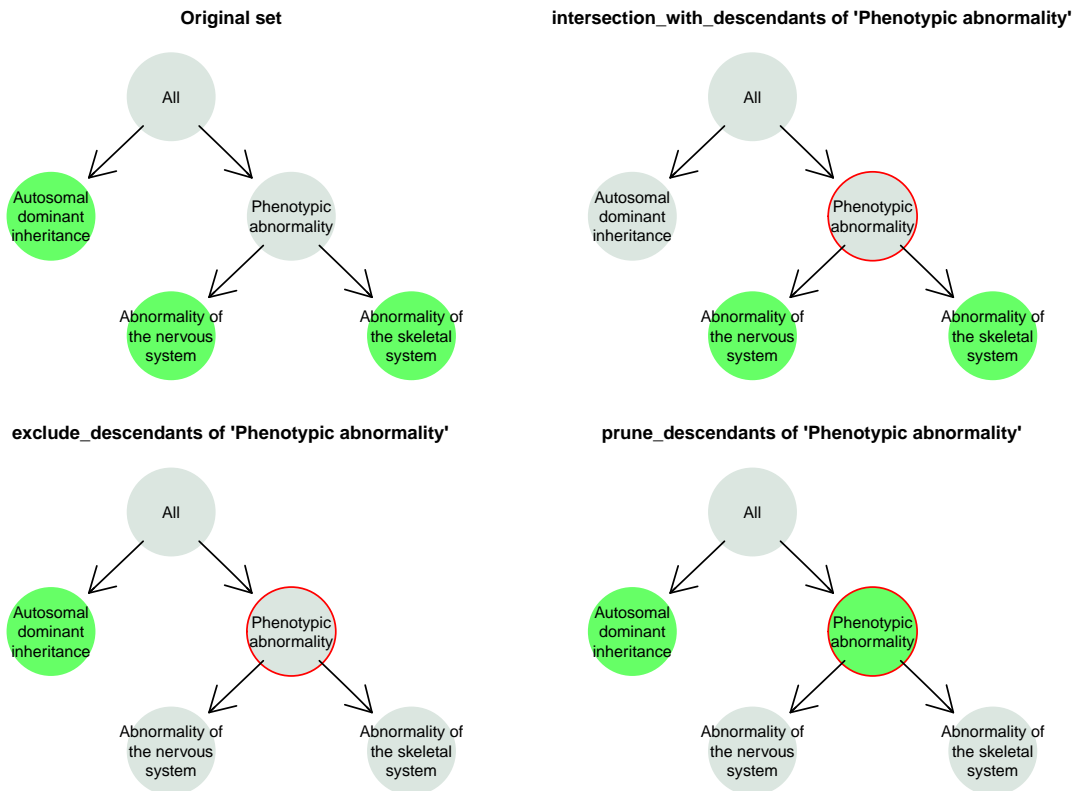 Original set
All
Autosomal
dominant
inheritance
Phenotypic
abnormality
Abnormality of
the nervous
system
Abnormality of
the skeletal
system
intersection_with_descendants of 'Phenotypic abnormality'
All
Autosomal
dominant
inheritance
Phenotypic
abnormality
Abnormality of
the nervous
system
Abnormality of
the skeletal
system
exclude_descendants of 'Phenotypic abnormality'
All
Autosomal
dominant
inheritance
Phenotypic
abnormality
Abnormality of
the nervous
system
Abnormality of
the skeletal
system
prune_descendants of 'Phenotypic abnormality'
All
Autosomal
dominant
inheritance
Phenotypic
abnormality
Abnormality of
the nervous
system
Abnormality of
the skeletal
system